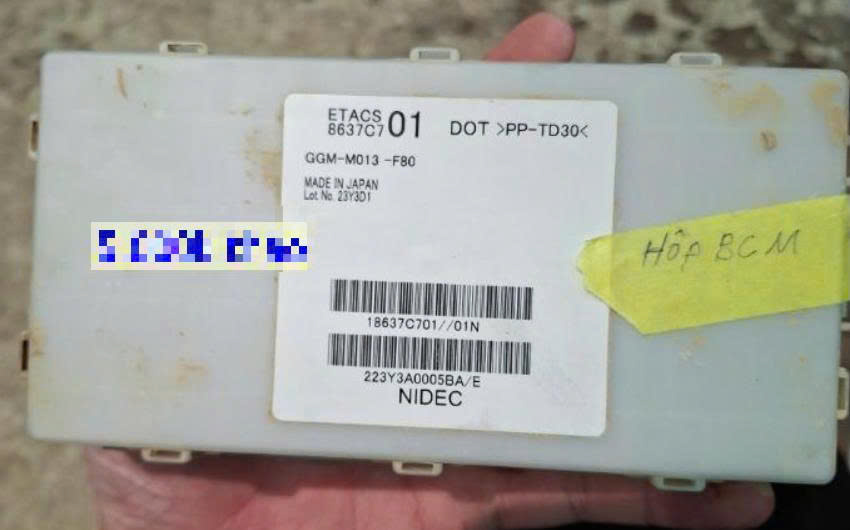 ETACS
8637C7 01 DOT >PP-TD30<
GGM-M013-F80
MADE IN JAPAN
Lot No. 23Y3D1
HÔP BCM
18637C701//01N
223Y3A0005BA/E
NIDEC